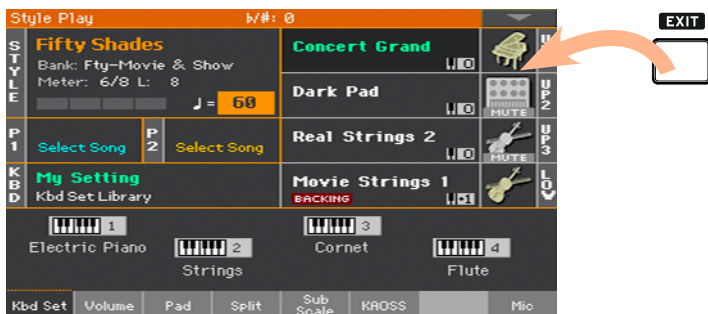 Style Play ♭/#: 0
EXIT
STYLE
Fifty Shades
Bank: Fty-Movie & Show
Meter: 6/8 L: 8
♩ = 60
Concert Grand
Dark Pad
MUTE
UP2
P1
Select Song
P2
Select Song
Real Strings 2
MUTE
UP3
KBD
My Setting
Kbd Set Library
Movie Strings 1
BACKING
+1
LOW
1
Electric Piano
2
Strings
3
Cornet
4
Flute
Kbd Set Volume Pad Split Sub Scale KAOSS Mic